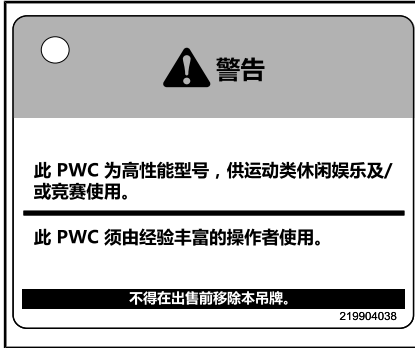 警告
此 PWC 为高性能型号，供运动类休闲娱乐及/
或竞赛使用。
此 PWC 须由经验丰富的操作者使用。
不得在出售前移除本吊牌。
219904038